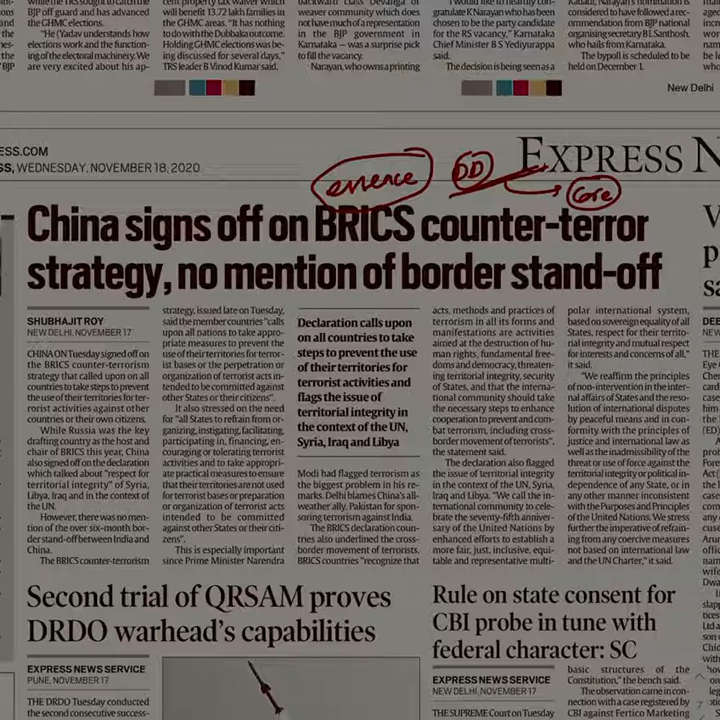 while the TRS sought to catch the
BJP off guard and has advanced
the GHMC elections.
"He (Yadav understands how
elections work and the function-
ing of the electoral machinery. We
are very excited about his ap-
cent property tax waiver which
will benefit 13.72 lakh families in
the GHMC areas. "It has nothing
to do with the Dubbaka outcome.
Holding GHMC elections was be-
ing discussed for several days,"
TRS leader B Vinod Kumar said.
backward class Devanga or
weaver community which does
not have much of a representation
in the BJP government in
Karnataka — was a surprise pick
to fill the vacancy.
Narayan, who owns a printing
"I would like to heartily con-
gratulate K Narayan who has been
chosen to be the party candidate
for the RS vacancy," Karnataka
Chief Minister B S Yediyurappa
said.
The decision is being seen as a
Kadadi, Narayan's nomination is
considered to have followed a rec-
ommendation from BJP national
organising secretary B L Santhosh,
who hails from Karnataka.
The bypoll is scheduled to be
held on December 1.
New Delhi
ESS.COM
SS, WEDNESDAY, NOVEMBER 18, 2020
EXPRESS N
essence
DD
Core
China signs off on BRICS counter-terror
strategy, no mention of border stand-off
SHUBHAJIT ROY
NEW DELHI, NOVEMBER 17
CHINA ON Tuesday signed off on
the BRICS counter-terrorism
strategy that called upon on all
countries to take steps to prevent
the use of their territories for ter-
rorist activities against other
countries or their own citizens.
While Russia was the key
drafting country as the host and
chair of BRICS this year, China
also signed off on the declaration
which talked about "respect for
territorial integrity" of Syria,
Libya, Iraq and in the context of
the UN.
However, there was no men-
tion of the over six-month bor-
der stand-off between India and
China.
The BRICS counter-terrorism
strategy, issued late on Tuesday,
said the member countries "calls
upon all nations to take appro-
priate measures to prevent the
use of their territories for terror-
ist bases or the perpetration or
organization of terrorist acts in-
tended to be committed against
other States or their citizens".
It also stressed on the need
for "all States to refrain from or-
ganizing, instigating, facilitating,
participating in, financing, en-
couraging or tolerating terrorist
activities and to take appropri-
ate practical measures to ensure
that their territories are not used
for terrorist bases or preparation
or organization of terrorist acts
intended to be committed
against other States or their citi-
zens".
This is especially important
since Prime Minister Narendra
Declaration calls upon
on all countries to take
steps to prevent the use
of their territories for
terrorist activities and
flags the issue of
territorial integrity in
the context of the UN,
Syria, Iraq and Libya
Modi had flagged terrorism as
the biggest problem in his re-
marks. Delhi blames China's all-
weather ally, Pakistan for spon-
soring terrorism against India.
The BRICS declaration coun-
tries also underlined the cross-
border movement of terrorists.
BRICS countries "recognize that
acts, methods and practices of
terrorism in all its forms and
manifestations are activities
aimed at the destruction of hu-
man rights, fundamental free-
doms and democracy, threaten-
ing territorial integrity, security
of States, and that the interna-
tional community should take
the necessary steps to enhance
cooperation to prevent and com-
bat terrorism, including cross-
border movement of terrorists",
the statement said.
The declaration also flagged
the issue of territorial integrity
in the context of the UN, Syria,
Iraq and Libya. "We call the in-
ternational community to cele-
brate the seventy-fifth anniver-
sary of the United Nations by
enhanced efforts to establish a
more fair, just, inclusive, equi-
table and representative multi-
polar international system,
based on sovereign equality of all
States, respect for their territo-
rial integrity and mutual respect
for interests and concerns of all,"
it said.
"We reaffirm the principles
of non-intervention in the inter-
nal affairs of States and the res-
olution of international disputes
by peaceful means and in con-
formity with the principles of
justice and international law as
well as the inadmissibility of the
threat or use of force against the
territorial integrity or political in-
dependence of any State, or in
any other manner inconsistent
with the Purposes and Principles
of the United Nations. We stress
further the imperative of refrain-
ing from any coercive measures
not based on international law
and the UN Charter," it said.
Second trial of QRSAM proves
DRDO warhead's capabilities
EXPRESS NEWS SERVICE
PUNE, NOVEMBER 17
THE DRDO Tuesday conducted
the second consecutive success-
Rule on state consent for
CBI probe in tune with
federal character: SC
EXPRESS NEWS SERVICE
NEW DELHI, NOVEMBER 17
THE SUPREME Court on Tuesday
basic structures of the
Constitution," the bench said.
The observation came in con-
nection with a case registered by
CBI against Fertico Marketing